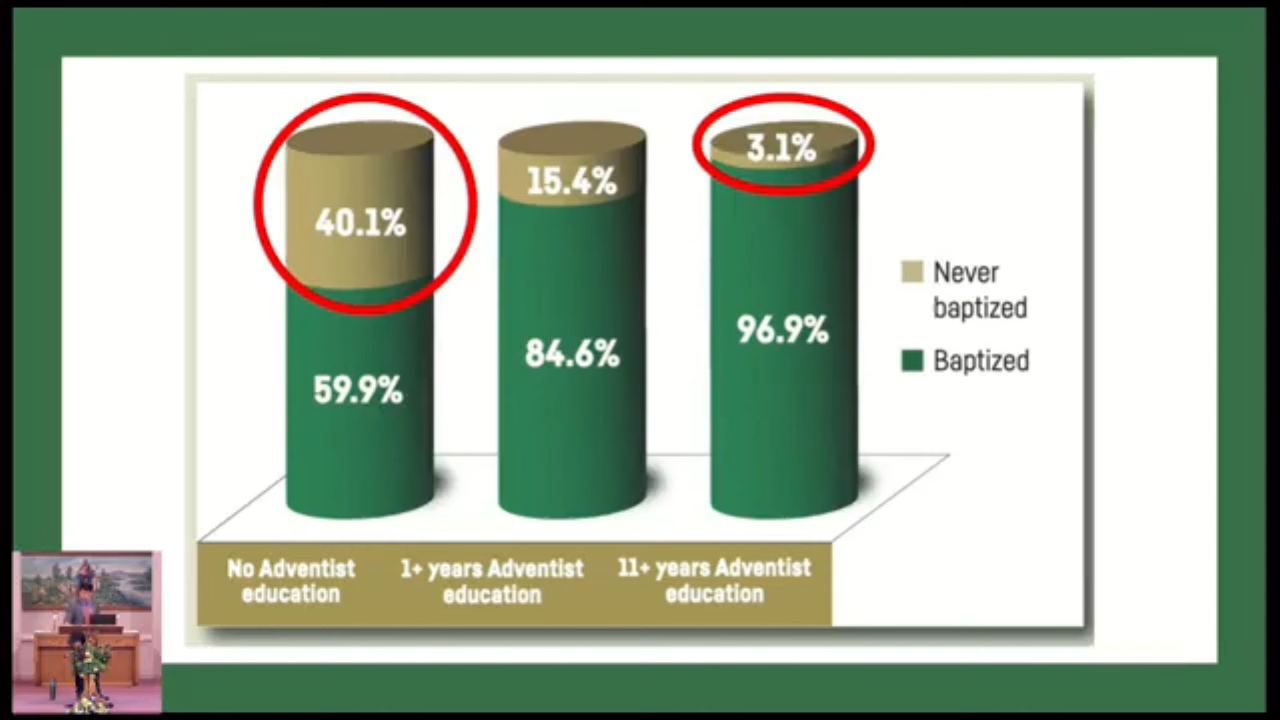 40.1%
15.4%
3.1%
59.9%
84.6%
96.9%
Never
baptized
Baptized
No Adventist
education
1+ years Adventist
education
11+ years Adventist
education